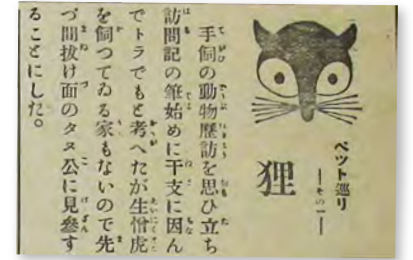 ペット巡り
―その一―
狸
手飼の動物歴訪を思ひ立ち
訪問記の筆始めに干支に因ん
でトラでもと考へたが生憎虎
を飼つてゐる家もないので先
づ間抜け面のタヌ公に見参す
ることにした。